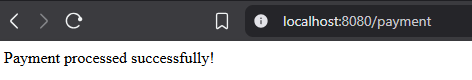 localhost:8080/payment
Payment processed successfully!